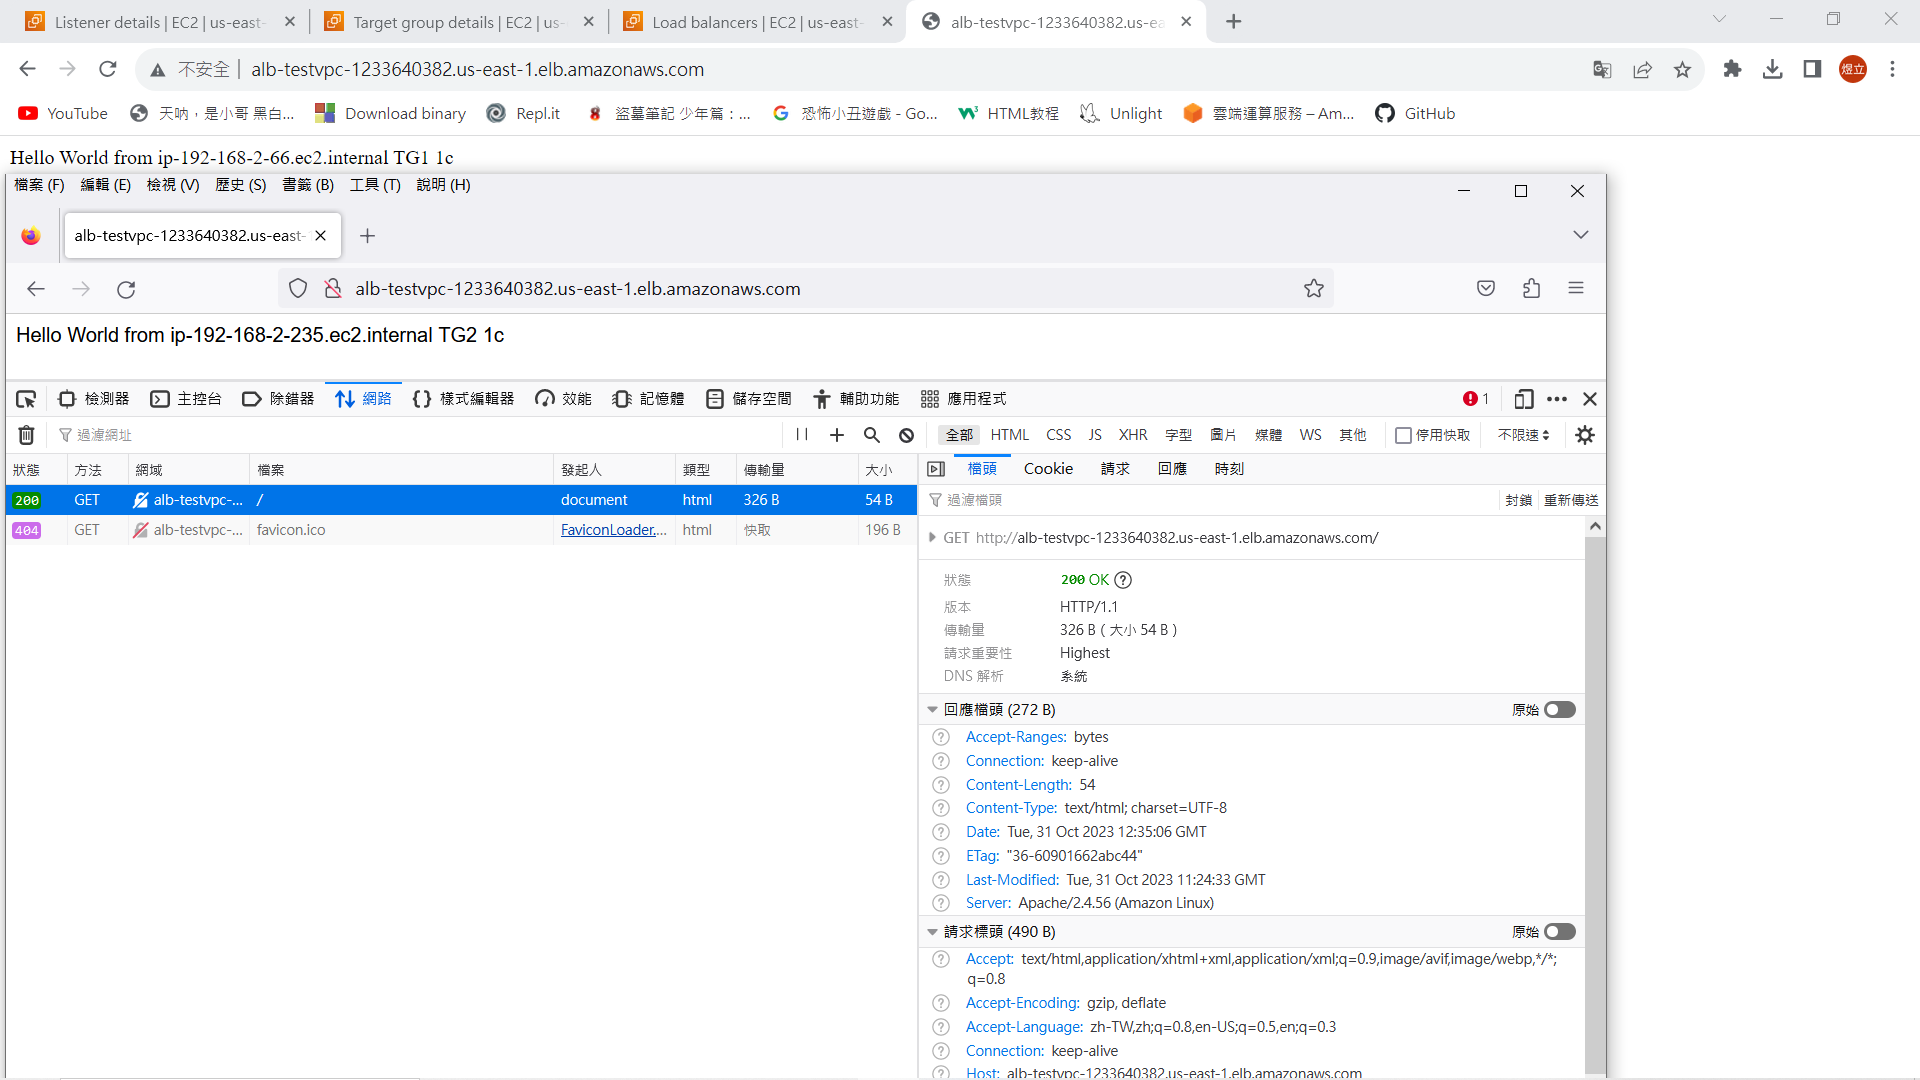 Listener details | EC2 | us-east-
Target group details | EC2 | us-
Load balancers | EC2 | us-east-
alb-testvpc-1233640382.us-ea
不安全 | alb-testvpc-1233640382.us-east-1.elb.amazonaws.com
煜立
YouTube
天吶，是小哥 黑白...
Download binary
Repl.it
盜墓筆記 少年篇：...
恐怖小丑遊戲 - Go...
HTML教程
Unlight
雲端運算服務 – Am...
GitHub
Hello World from ip-192-168-2-66.ec2.internal TG1 1c
檔案 (F) 編輯 (E) 檢視 (V) 歷史 (S) 書籤 (B) 工具 (T) 說明 (H)
alb-testvpc-1233640382.us-east-
alb-testvpc-1233640382.us-east-1.elb.amazonaws.com
Hello World from ip-192-168-2-235.ec2.internal TG2 1c
檢測器 主控台 除錯器 網路 樣式編輯器 效能 記憶體 儲存空間 輔助功能 應用程式 1
過濾網址 全部 HTML CSS JS XHR 字型 圖片 媒體 WS 其他 停用快取 不限速
狀態 方法 網域 檔案 發起人 類型 傳輸量 大小
200 GET alb-testvpc-... / document html 326 B 54 B
404 GET alb-testvpc-... favicon.ico FaviconLoader.... html 快取 196 B
檔頭 Cookie 請求 回應 時刻
過濾檔頭 封鎖 重新傳送
GET http://alb-testvpc-1233640382.us-east-1.elb.amazonaws.com/
狀態 200 OK
版本 HTTP/1.1
傳輸量 326 B（大小 54 B）
請求重要性 Highest
DNS 解析 系統
回應檔頭 (272 B) 原始
Accept-Ranges: bytes
Connection: keep-alive
Content-Length: 54
Content-Type: text/html; charset=UTF-8
Date: Tue, 31 Oct 2023 12:35:06 GMT
ETag: "36-60901662abc44"
Last-Modified: Tue, 31 Oct 2023 11:24:33 GMT
Server: Apache/2.4.56 (Amazon Linux)
請求標頭 (490 B) 原始
Accept: text/html,application/xhtml+xml,application/xml;q=0.9,image/avif,image/webp,*/*;
q=0.8
Accept-Encoding: gzip, deflate
Accept-Language: zh-TW,zh;q=0.8,en-US;q=0.5,en;q=0.3
Connection: keep-alive
Host: alb-testvpc-1233640382.us-east-1.elb.amazonaws.com